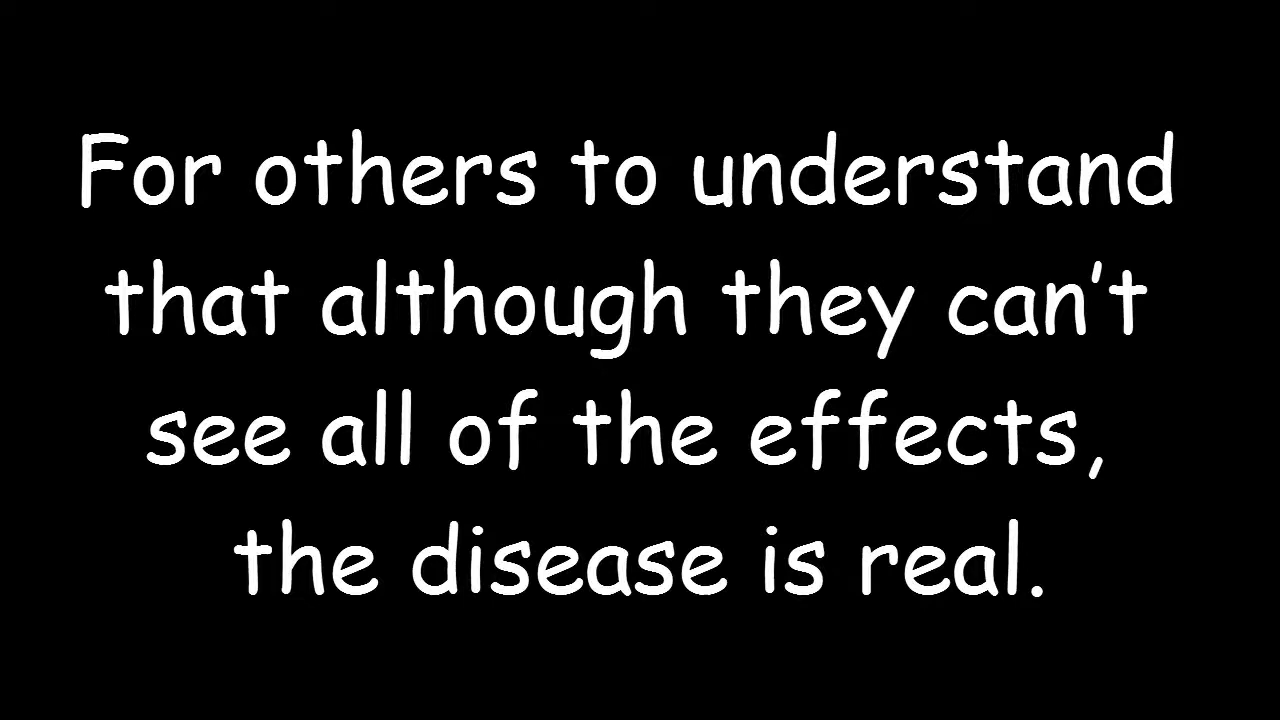 For others to understand
that although they can’t
see all of the effects,
the disease is real.